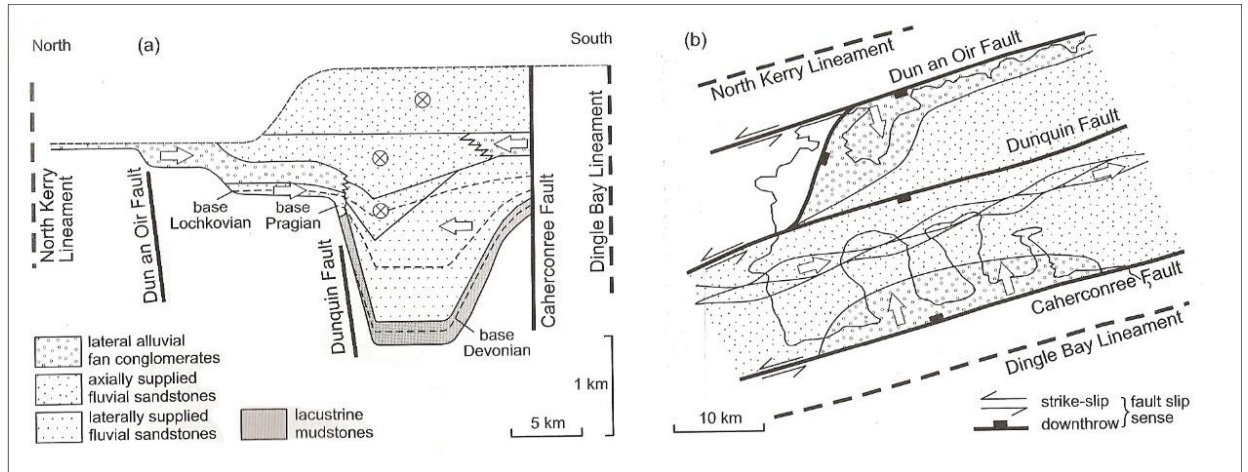 North
(a)
South
North Kerry
Lineament
Dun an Oir Fault
base
Lochkovian
base
Pragian
Dunquin Fault
base
Devonian
Caherconree Fault
Dingle Bay Lineament
lateral alluvial
fan conglomerates
axially supplied
fluvial sandstones
laterally supplied
fluvial sandstones
lacustrine
mudstones
5 km
1 km
(b)
North Kerry Lineament
Dun an Oir Fault
Dunquin Fault
Caherconree Fault
Dingle Bay Lineament
10 km
strike-slip
downthrow
fault slip
sense